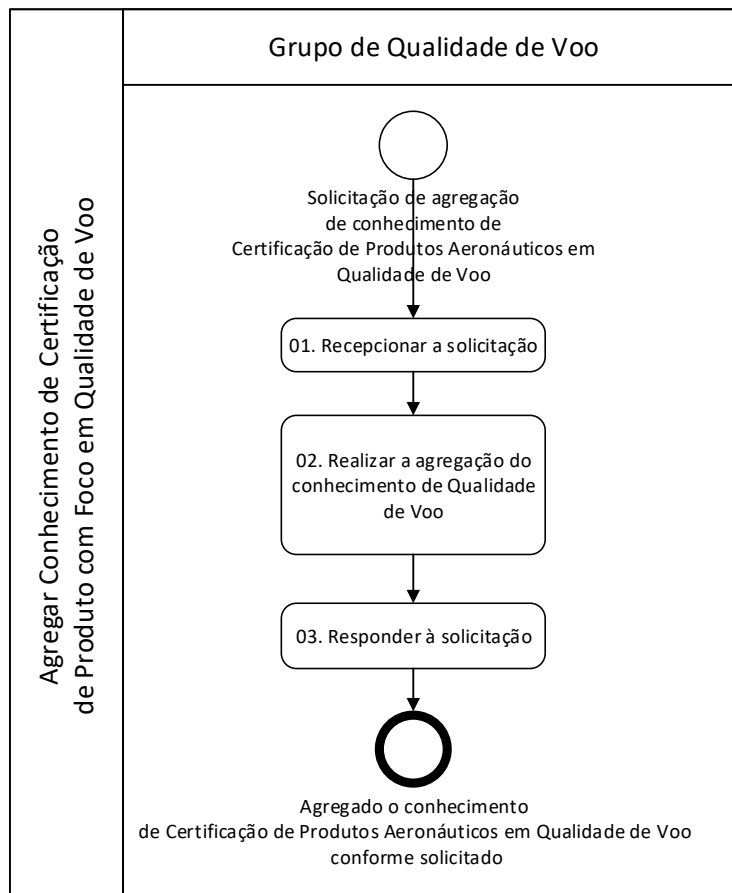 Grupo de Qualidade de Voo
Agregar Conhecimento de Certificação
de Produto com Foco em Qualidade de Voo
Solicitação de agregação
de conhecimento de
Certificação de Produtos Aeronáuticos em
Qualidade de Voo
01. Recepcionar a solicitação
02. Realizar a agregação do
conhecimento de Qualidade
de Voo
03. Responder à solicitação
Agregado o conhecimento
de Certificação de Produtos Aeronáuticos em Qualidade de Voo
conforme solicitado